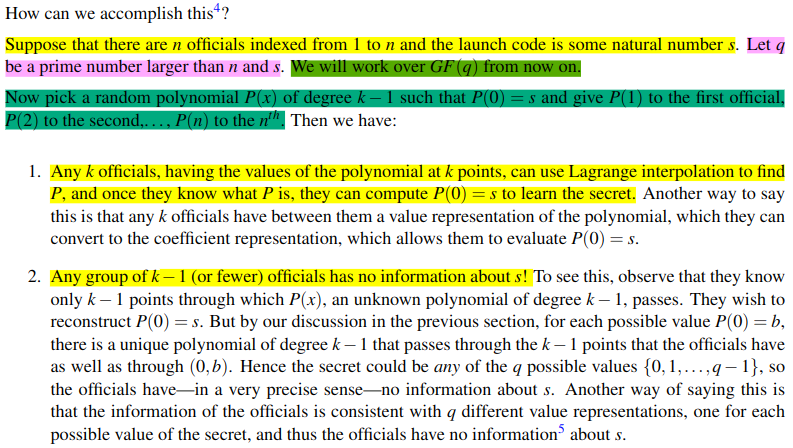 How can we accomplish this⁴?
Suppose that there are n officials indexed from 1 to n and the launch code is some natural number s. Let q
be a prime number larger than n and s. We will work over GF(q) from now on.
Now pick a random polynomial P(x) of degree k − 1 such that P(0) = s and give P(1) to the first official,
P(2) to the second,..., P(n) to the nᵗʰ. Then we have:
1. Any k officials, having the values of the polynomial at k points, can use Lagrange interpolation to find
P, and once they know what P is, they can compute P(0) = s to learn the secret. Another way to say
this is that any k officials have between them a value representation of the polynomial, which they can
convert to the coefficient representation, which allows them to evaluate P(0) = s.
2. Any group of k − 1 (or fewer) officials has no information about s! To see this, observe that they know
only k − 1 points through which P(x), an unknown polynomial of degree k − 1, passes. They wish to
reconstruct P(0) = s. But by our discussion in the previous section, for each possible value P(0) = b,
there is a unique polynomial of degree k − 1 that passes through the k − 1 points that the officials have
as well as through (0,b). Hence the secret could be any of the q possible values {0,1,...,q − 1}, so
the officials have—in a very precise sense—no information about s. Another way of saying this is
that the information of the officials is consistent with q different value representations, one for each
possible value of the secret, and thus the officials have no information⁵ about s.